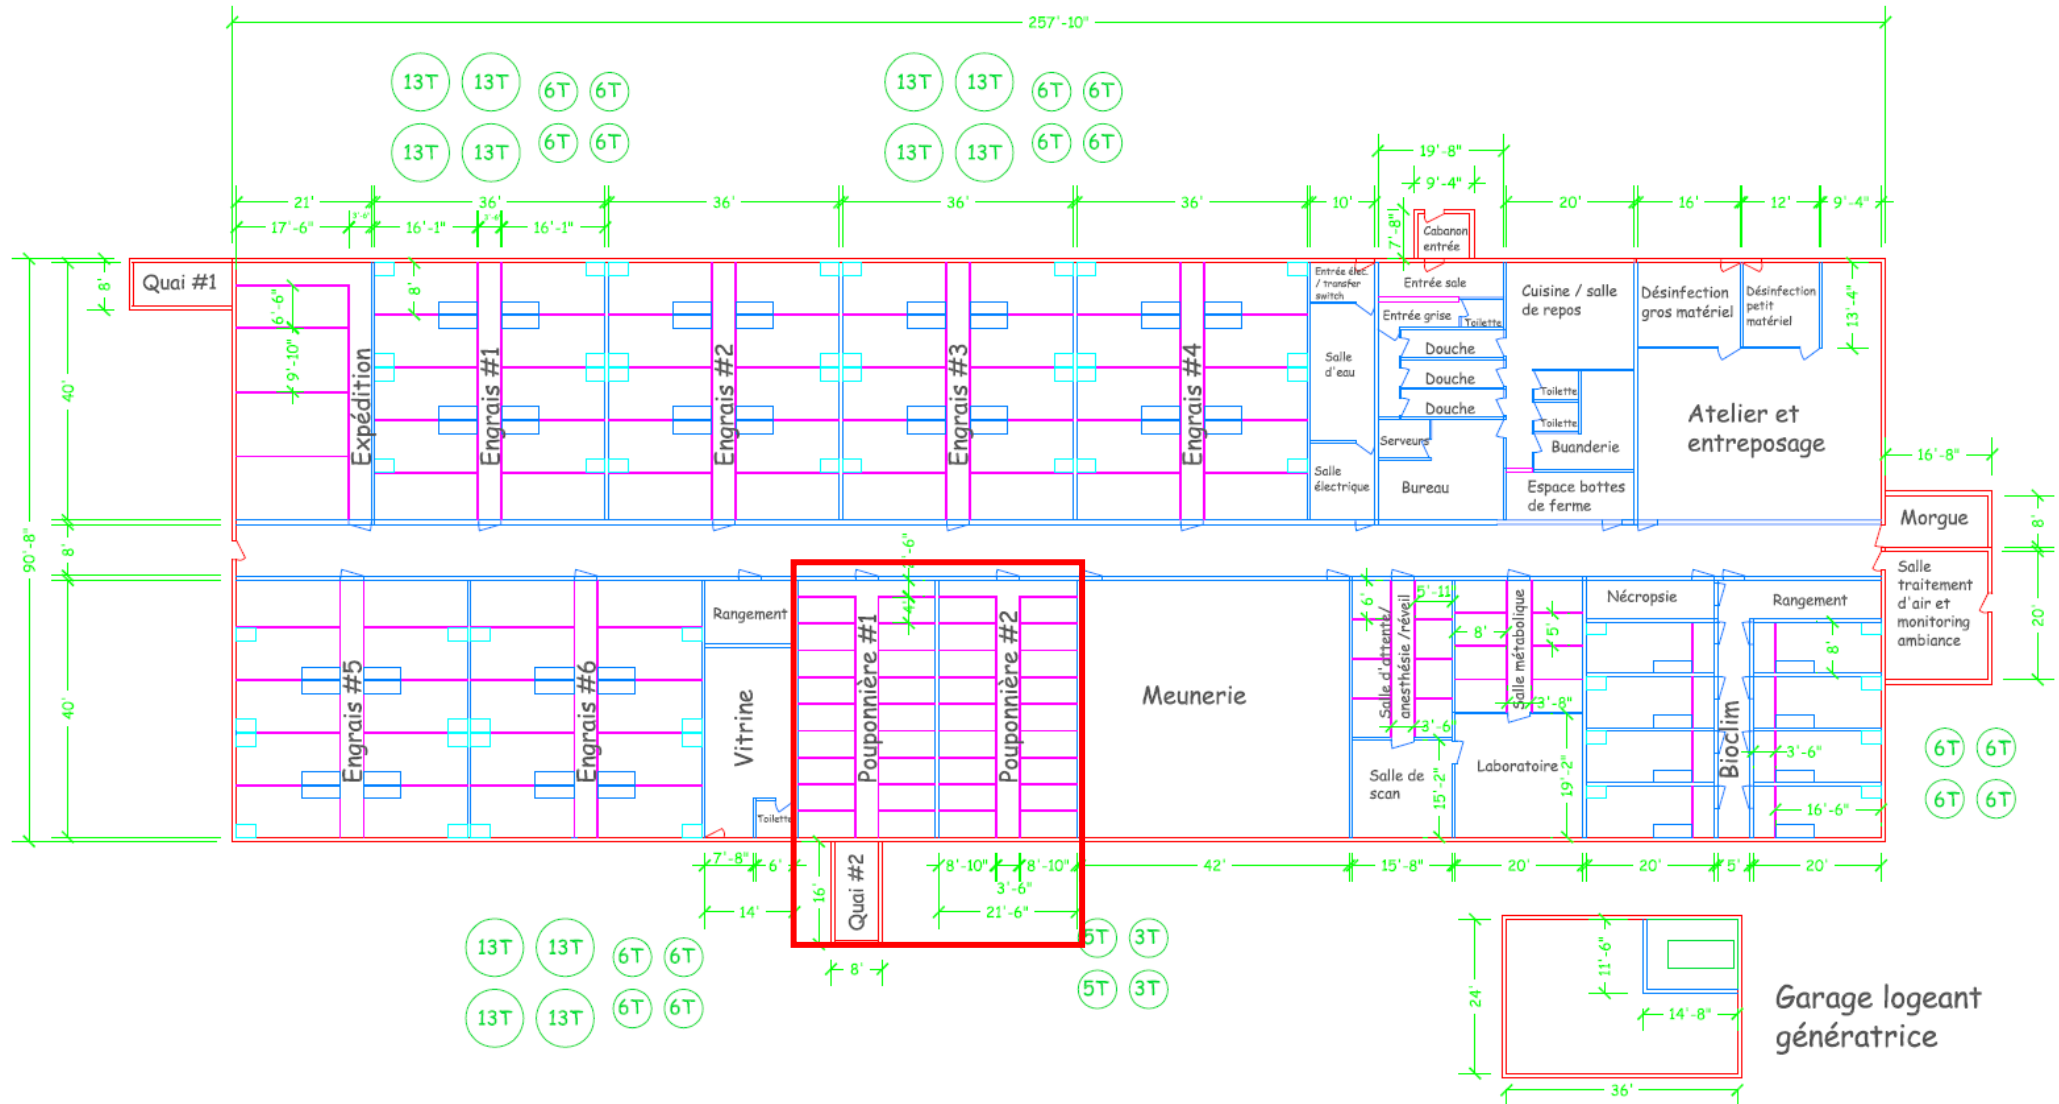 257'-10"
13T 13T 6T 6T
13T 13T 6T 6T
13T 13T 6T 6T
13T 13T 6T 6T
19'-8"
9'-4"
21' 36' 36' 36' 36' 10' 20' 16' 12' 9'-4"
17'-6" 3'-6" 16'-1" 3'-6" 16'-1"
7'-8"
Cabanon
entrée
Quai #1
8'
8'
6'-6"
9'-10"
40'
90'-8"
8'
40'
Expédition
Engrais #1
Engrais #2
Engrais #3
Engrais #4
Entrée élec.
/ transfer
switch
Salle
d'eau
Salle
électrique
Entrée sale
Entrée grise
Toilette
Douche
Douche
Douche
Serveurs
Bureau
Cuisine / salle
de repos
Toilette
Toilette
Buanderie
Espace bottes
de ferme
Désinfection
gros matériel
Désinfection
petit
matériel
13'-4"
Atelier et
entreposage
16'-8"
Morgue
8'
Salle
traitement
d'air et
monitoring
ambiance
20'
Engrais #5
Engrais #6
Rangement
Vitrine
Toilette
Pouponnière #1
4'
Pouponnière #2
Meunerie
6'
5'-11"
Salle d'attente/
anesthésie /réveil
3'-6"
Salle de
scan
15'-2"
8'
5'
Salle métabolique
3'-8"
Laboratoire
19'-2"
Nécropsie
Bioclim
Rangement
8'
3'-6"
16'-6"
6T 6T
6T 6T
7'-8" 6'
14'
16'
Quai #2
8'
8'-10" 8'-10"
3'-6"
21'-6"
42' 15'-8" 20' 20' 5' 20'
13T 13T 6T 6T
13T 13T 6T 6T
5T 3T
5T 3T
24'
11'-6"
14'-8"
36'
Garage logeant
génératrice